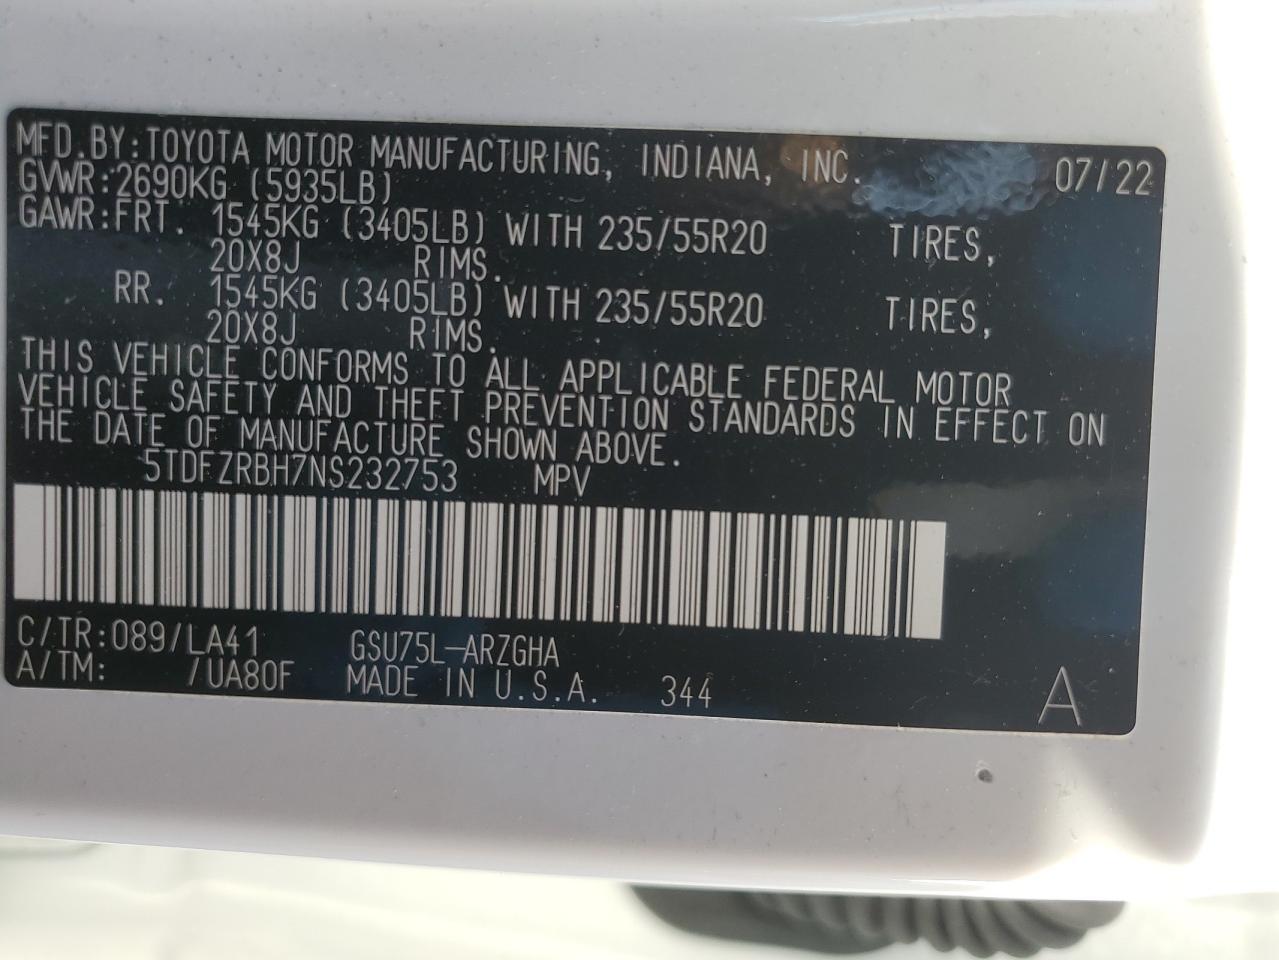 MFD.BY:TOYOTA MOTOR MANUFACTURING, INDIANA, INC. 07/22
GVWR:2690KG (5935LB)
GAWR:FRT. 1545KG (3405LB) WITH 235/55R20 TIRES,
20X8J RIMS.
RR. 1545KG (3405LB) WITH 235/55R20 TIRES,
20X8J RIMS.
THIS VEHICLE CONFORMS TO ALL APPLICABLE FEDERAL MOTOR
VEHICLE SAFETY AND THEFT PREVENTION STANDARDS IN EFFECT ON
THE DATE OF MANUFACTURE SHOWN ABOVE.
5TDFZRBH7NS232753 MPV
C/TR:089/LA41 GSU75L-ARZGHA
A/TM: /UA80F MADE IN U.S.A. 344 A